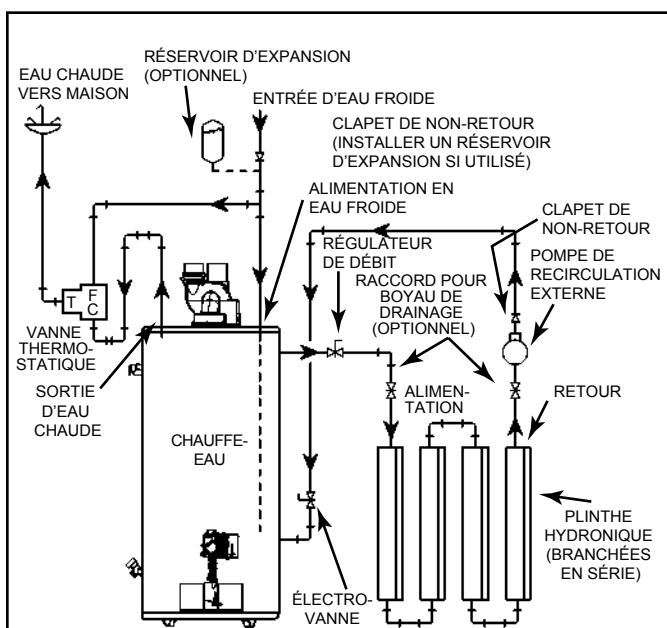 RÉSERVOIR D'EXPANSION
(OPTIONNEL)
EAU CHAUDE
VERS MAISON
ENTRÉE D'EAU FROIDE
CLAPET DE NON-RETOUR
(INSTALLER UN RÉSERVOIR
D'EXPANSION SI UTILISÉ)
ALIMENTATION EN
EAU FROIDE
CLAPET DE
NON-RETOUR
RÉGULATEUR
DE DÉBIT
POMPE DE
RECIRCULATION
EXTERNE
RACCORD POUR
BOYAU DE
DRAINAGE
(OPTIONNEL)
T
F
C
VANNE
THERMO-
STATIQUE
SORTIE
D'EAU
CHAUDE
ALIMEN-
TATION
RETOUR
CHAUFFE-
EAU
PLINTHE
HYDRONIQUE
(BRANCHÉES
EN SÉRIE)
ÉLECTRO-
VANNE